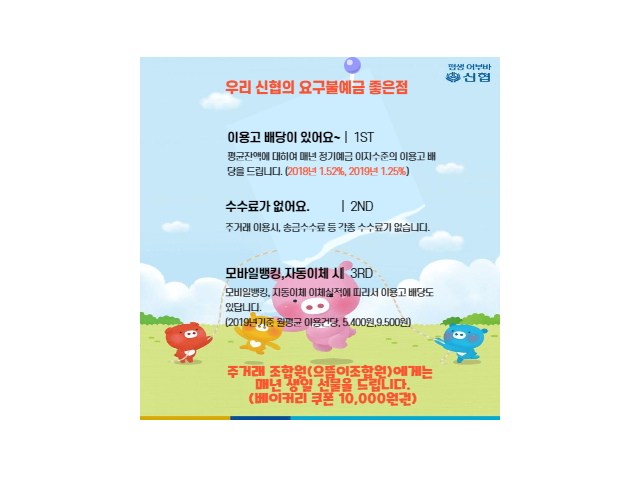 평생 어부바
신협
우리 신협의 요구불예금 좋은점
이용고 배당이 있어요~ | 1ST
평균잔액에 대하여 매년 정기예금 이자수준의 이용고 배
당을 드립니다. (2018년 1.52%, 2019년 1.25%)
수수료가 없어요. | 2ND
주거래 이용시, 송금수수료 등 각종 수수료가 없습니다.
모바일뱅킹,자동이체 시| 3RD
모바일뱅킹, 자동이체 이체실적에 따라서 이용고 배당도
있답니다.
(2019년기준 월평균 이용건당, 5.400원,9.500원)
주거래 조합원(으뜸이조합원)에게는
매년 생일 선물을 드립니다.
(베이커리 쿠폰 10,000원권)